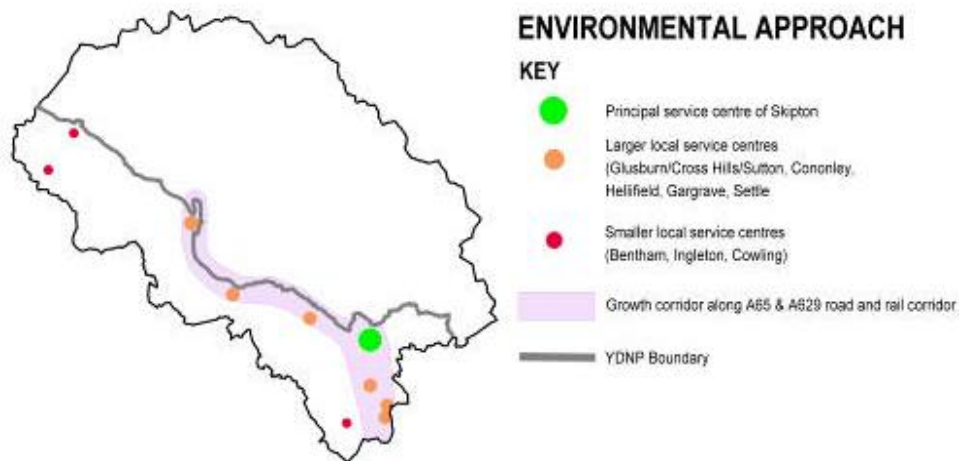 ENVIRONMENTAL APPROACH
KEY
Principal service centre of Skipton
Larger local service centres
(Glusburn/Cross Hills/Sutton, Cononley,
Hellifield, Gargrave, Settle
Smaller local service centres
(Bentham, Ingleton, Cowling)
Growth corridor along A65 & A629 road and rail corridor
YDNP Boundary